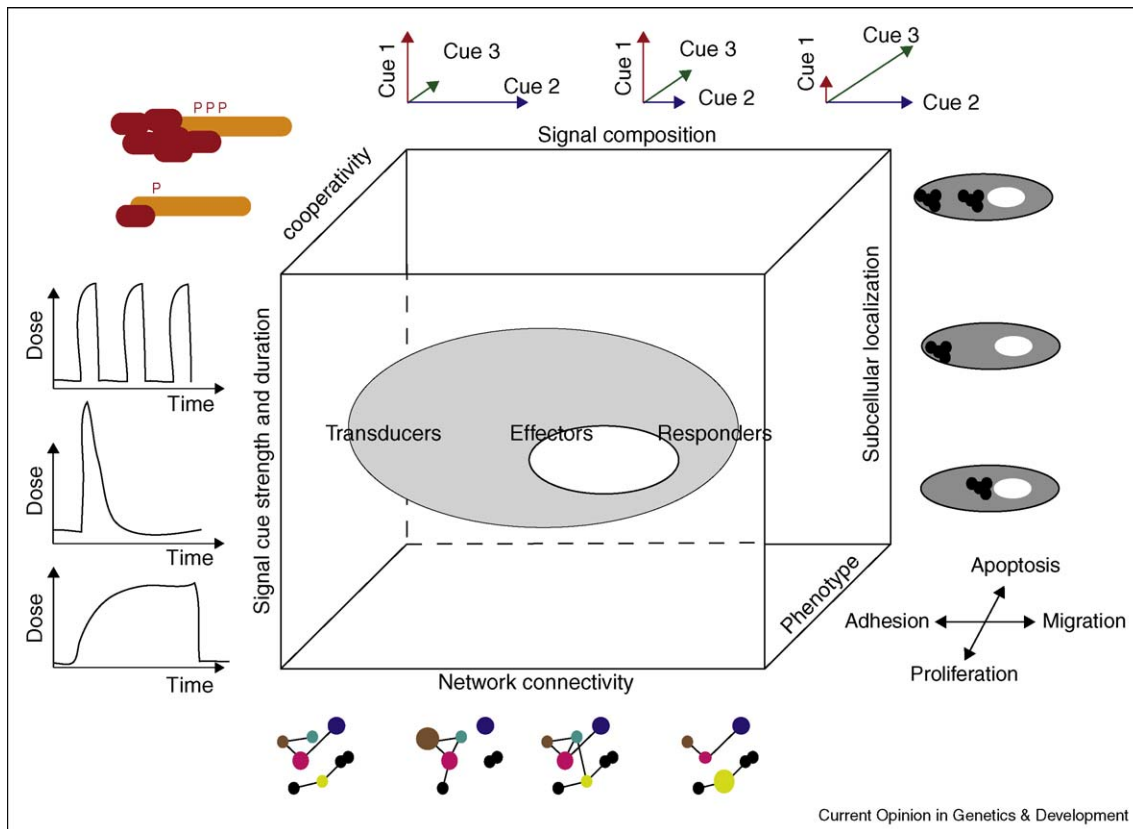 Cue 1
Cue 3
Cue 2
Cue 1
Cue 3
Cue 2
Cue 1
Cue 3
Cue 2
Signal composition
P P P
P
cooperativity
Dose
Time
Dose
Time
Dose
Time
Signal cue strength and duration
Transducers
Effectors
Responders
Subcellular localization
Phenotype
Apoptosis
Adhesion
Migration
Proliferation
Network connectivity
Current Opinion in Genetics & Development